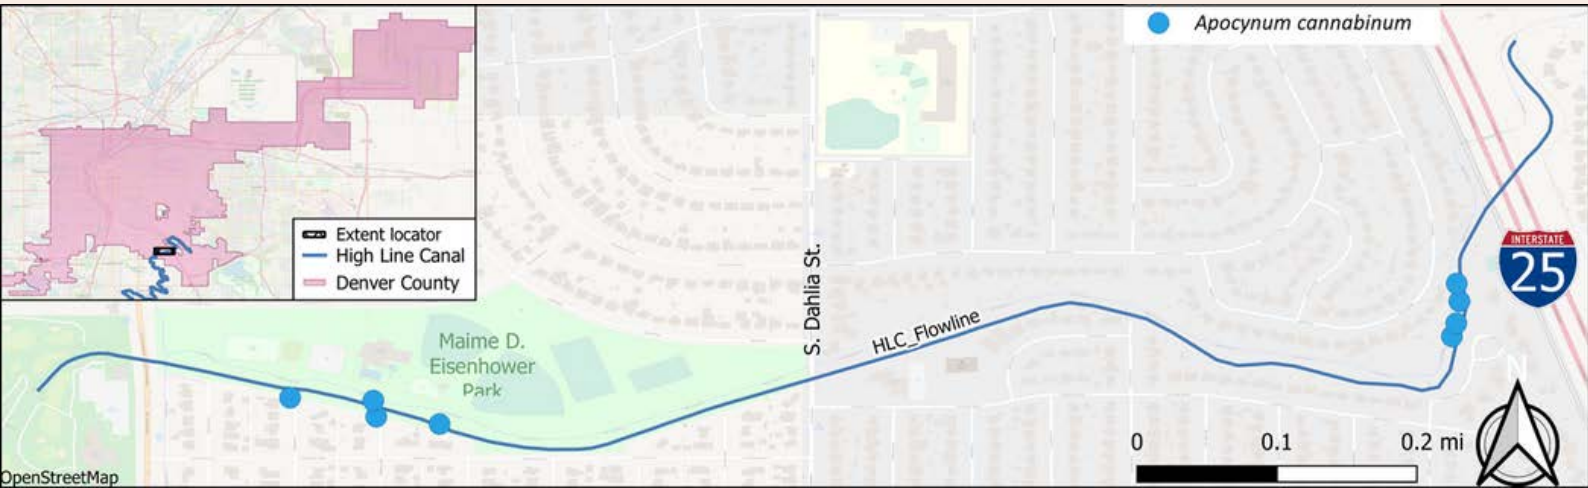 Apocynum cannabinum
Extent locator
High Line Canal
Denver County
S. Dahlia St.
INTERSTATE
25
HLC_Flowline
Maime D.
Eisenhower
Park
0 0.1 0.2 mi
OpenStreetMap